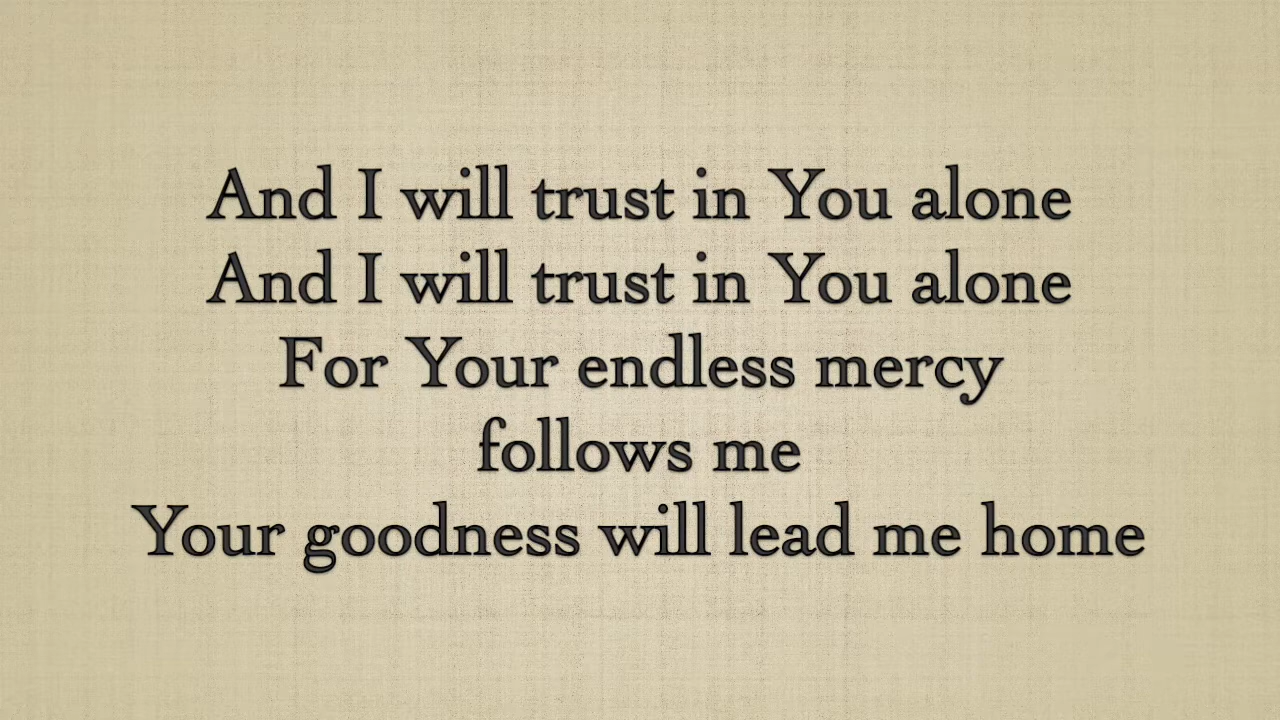 And I will trust in You alone
And I will trust in You alone
For Your endless mercy
follows me
Your goodness will lead me home